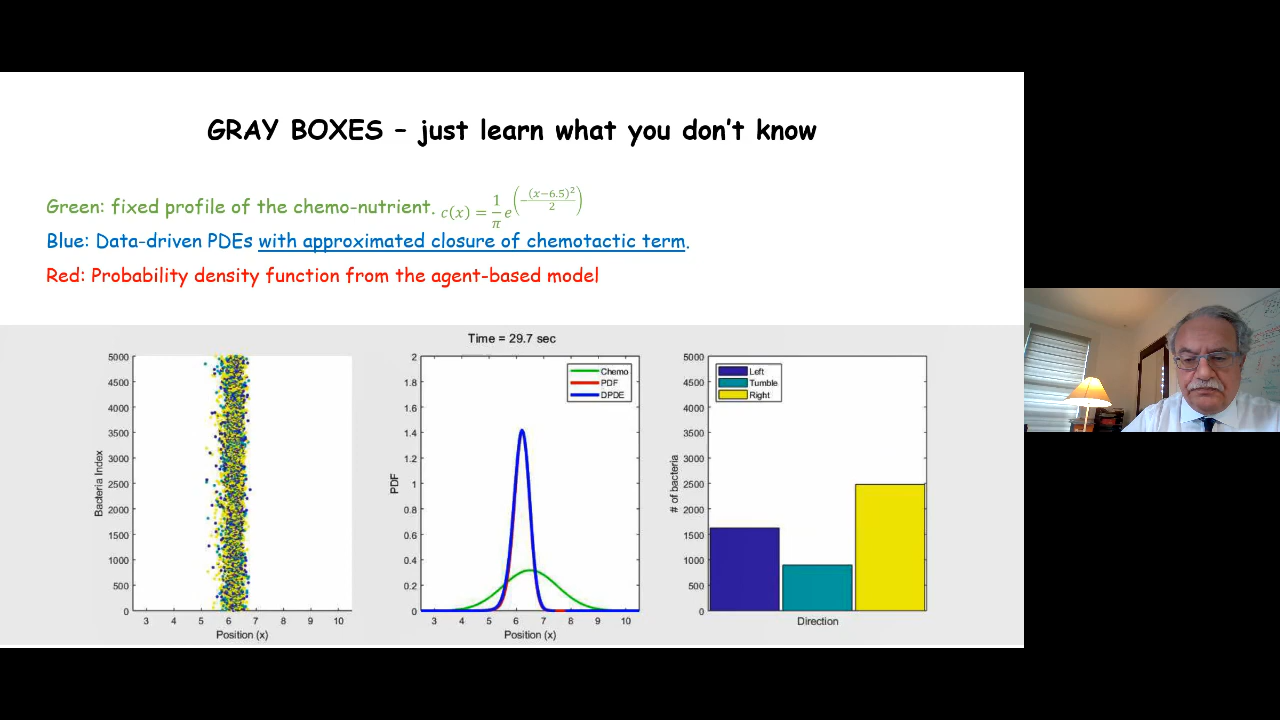 GRAY BOXES – just learn what you don't know
Green: fixed profile of the chemo-nutrient. c(x) = 1/π e^(-(x-6.5)²/2)
Blue: Data-driven PDEs with approximated closure of chemotactic term.
Red: Probability density function from the agent-based model
5000
4500
4000
3500
3000
2500
2000
1500
1000
500
0
Bacteria Index
3 4 5 6 7 8 9 10
Position (x)
Time = 29.7 sec
2
1.8
1.6
1.4
1.2
1
0.8
0.6
0.4
0.2
0
PDF
Chemo
PDF
DPDE
3 4 5 6 7 8 9 10
Position (x)
5000
4500
4000
3500
3000
2500
2000
1500
1000
500
0
# of bacteria
Left
Tumble
Right
Direction